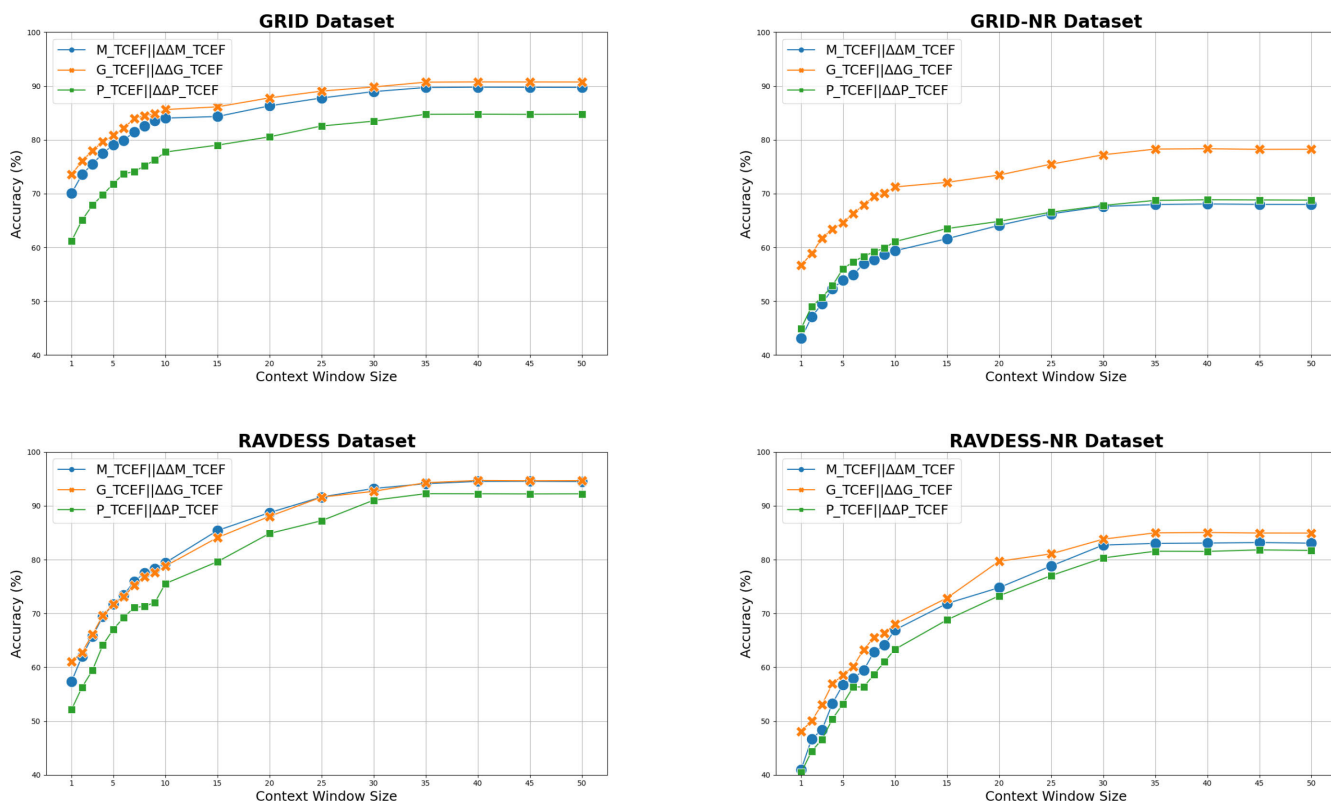 GRID Dataset
M_TCEF||ΔΔM_TCEF
G_TCEF||ΔΔG_TCEF
P_TCEF||ΔΔP_TCEF
Accuracy (%)
100
90
80
70
60
50
40
1 5 10 15 20 25 30 35 40 45 50
Context Window Size
GRID-NR Dataset
M_TCEF||ΔΔM_TCEF
G_TCEF||ΔΔG_TCEF
P_TCEF||ΔΔP_TCEF
Accuracy (%)
100
90
80
70
60
50
40
1 5 10 15 20 25 30 35 40 45 50
Context Window Size
RAVDESS Dataset
M_TCEF||ΔΔM_TCEF
G_TCEF||ΔΔG_TCEF
P_TCEF||ΔΔP_TCEF
Accuracy (%)
100
90
80
70
60
50
40
1 5 10 15 20 25 30 35 40 45 50
Context Window Size
RAVDESS-NR Dataset
M_TCEF||ΔΔM_TCEF
G_TCEF||ΔΔG_TCEF
P_TCEF||ΔΔP_TCEF
Accuracy (%)
100
90
80
70
60
50
40
1 5 10 15 20 25 30 35 40 45 50
Context Window Size